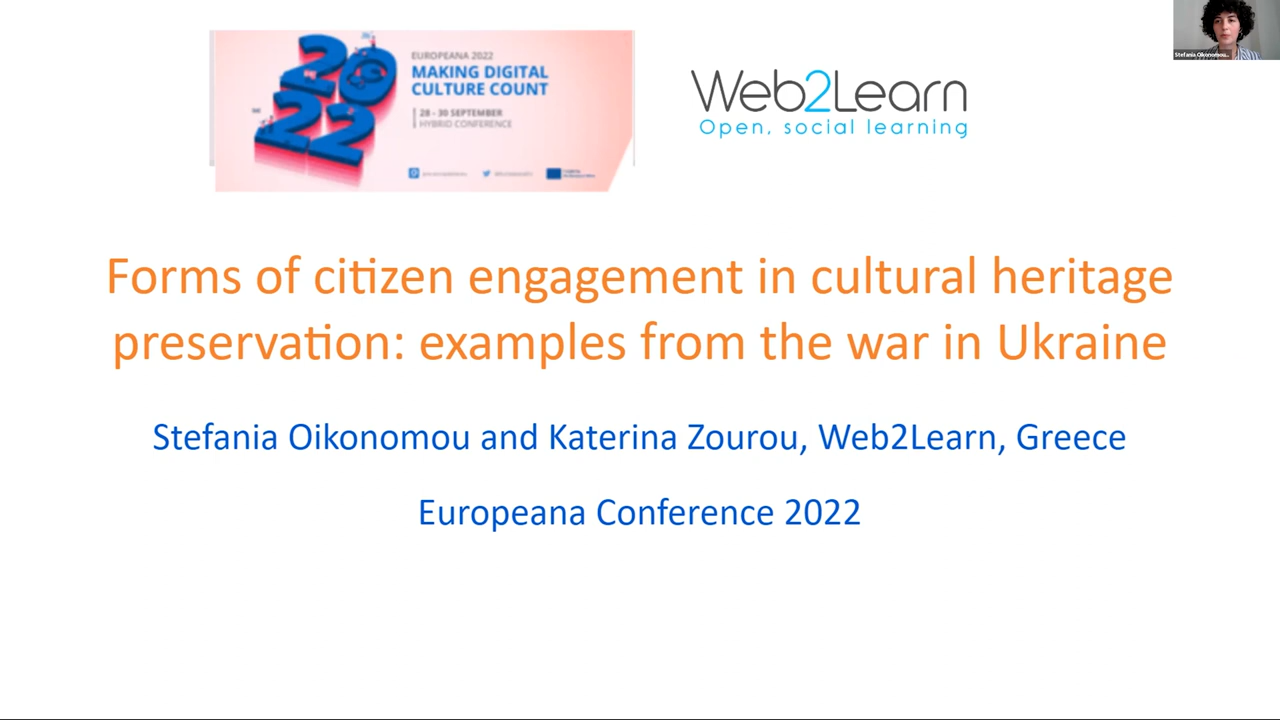 EUROPEANA 2022
MAKING DIGITAL
CULTURE COUNT
28 - 30 SEPTEMBER
HYBRID CONFERENCE
Web2Learn
Open, social learning
Stefania Oikonomou...
Forms of citizen engagement in cultural heritage
preservation: examples from the war in Ukraine
Stefania Oikonomou and Katerina Zourou, Web2Learn, Greece
Europeana Conference 2022